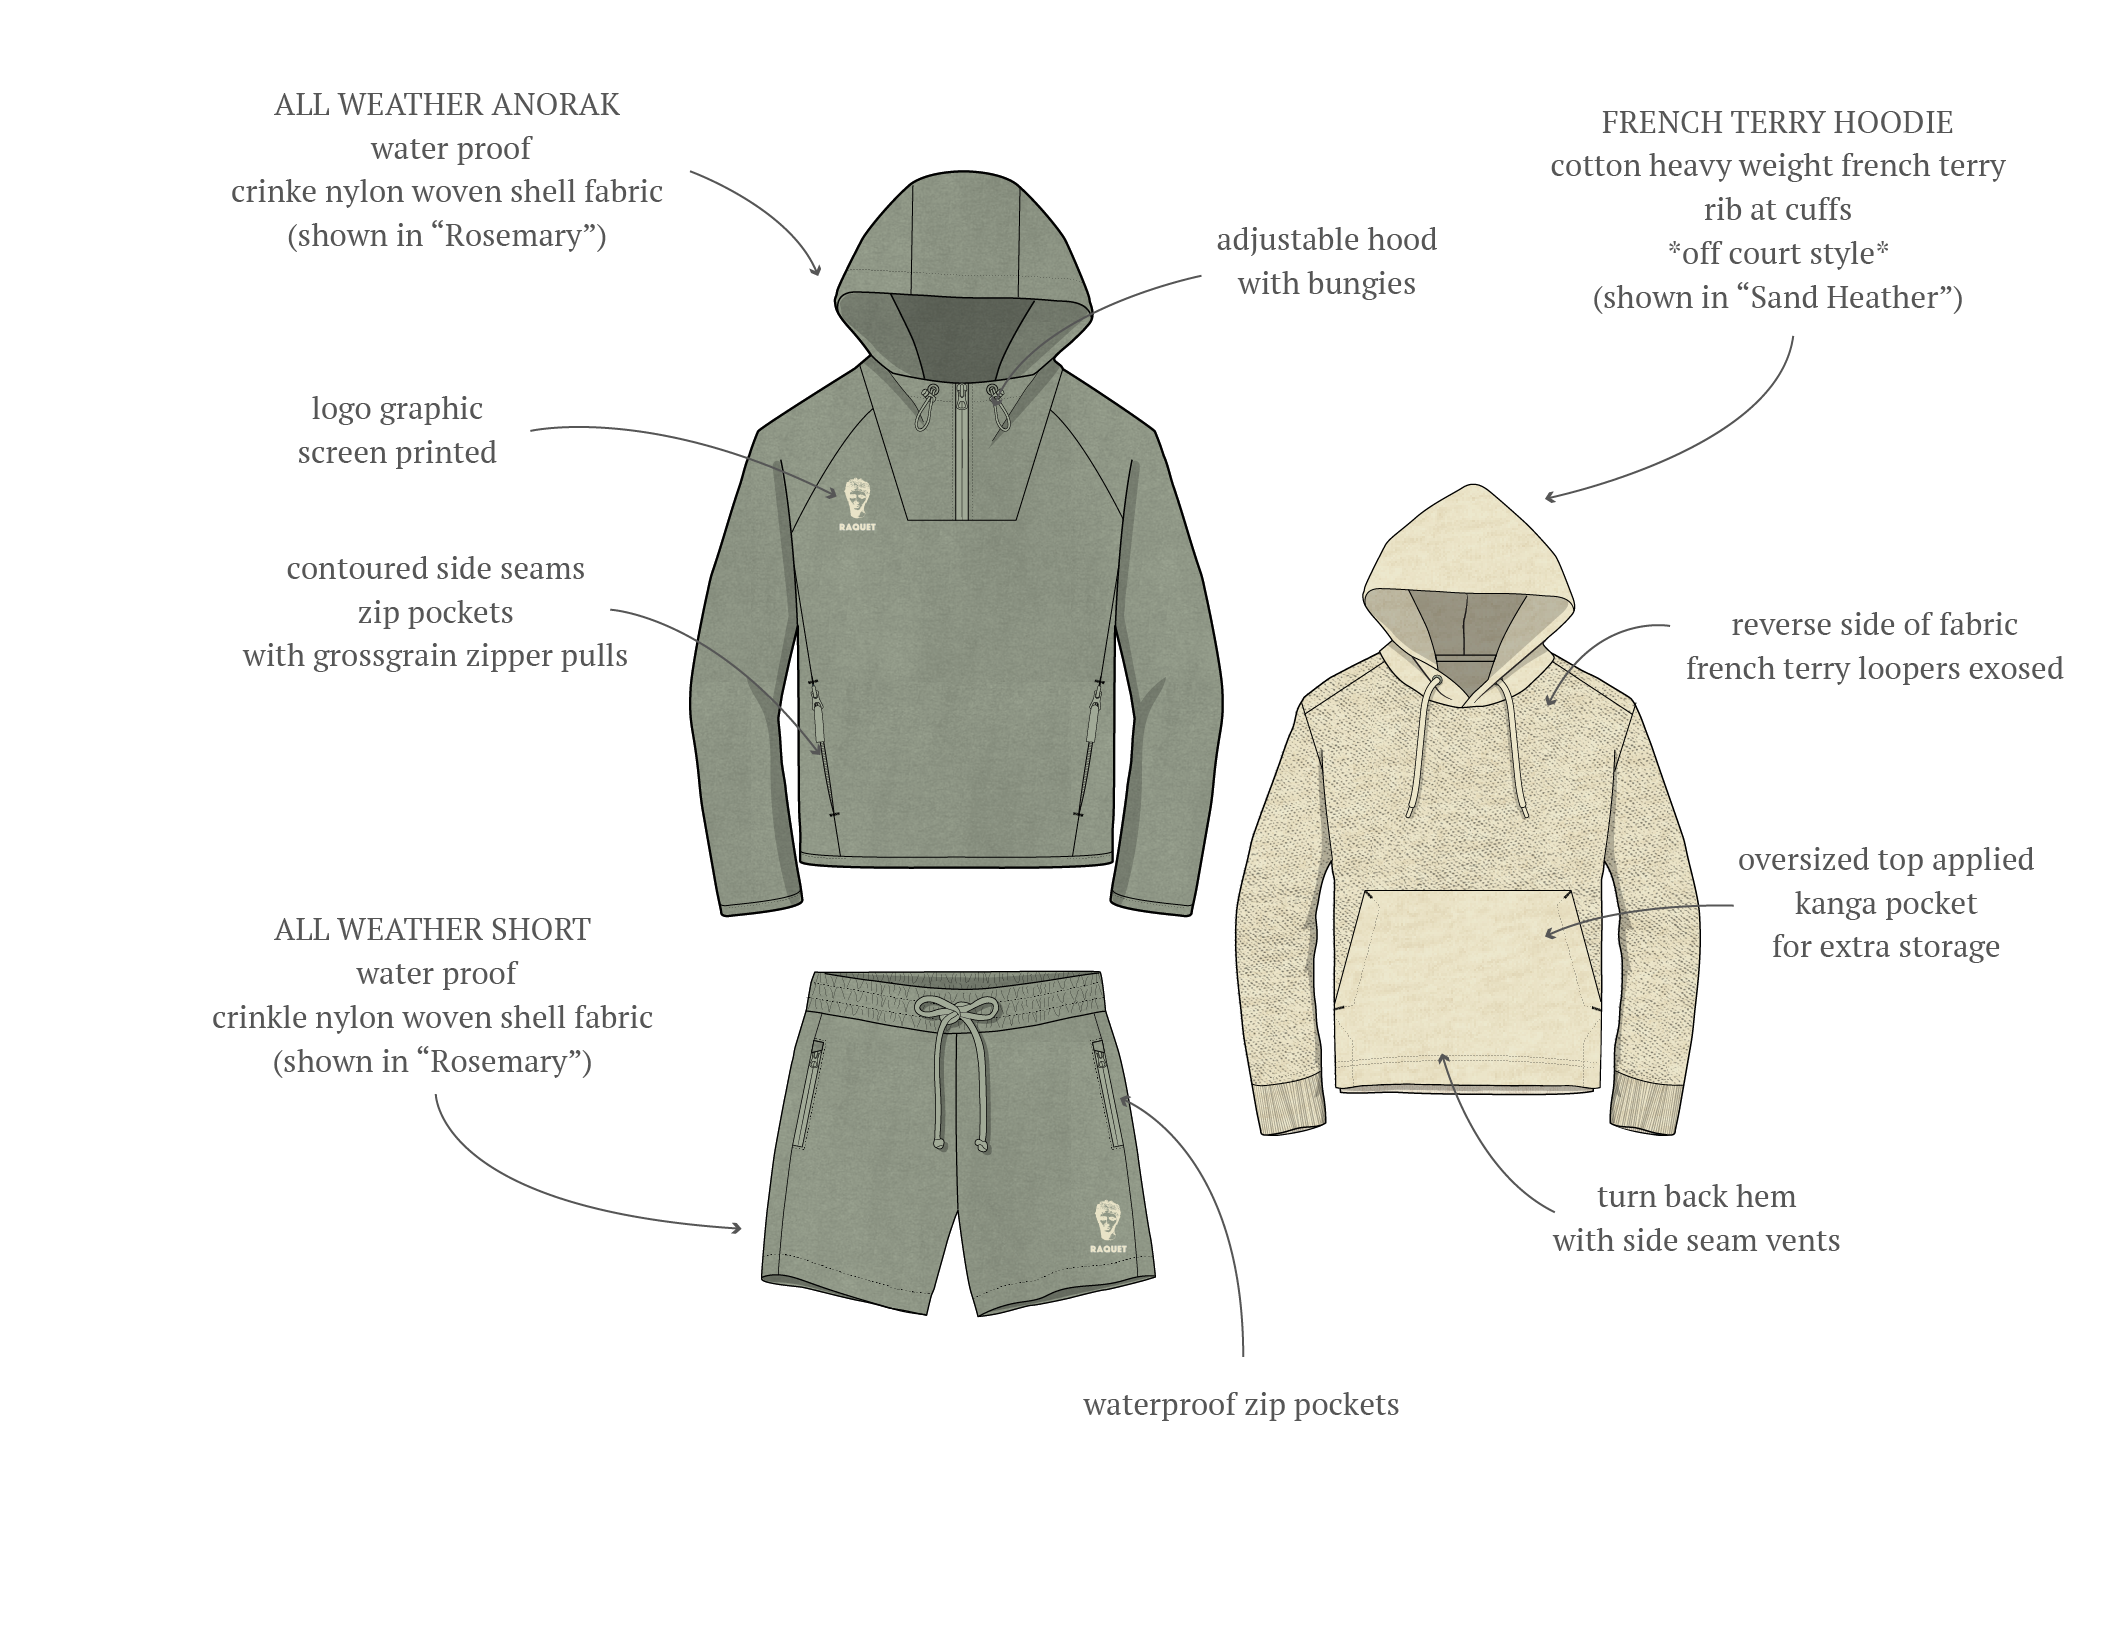 ALL WEATHER ANORAK
water proof
crinke nylon woven shell fabric
(shown in “Rosemary”)
adjustable hood
with bungies
logo graphic
screen printed
RAQUET
contoured side seams
zip pockets
with grossgrain zipper pulls
ALL WEATHER SHORT
water proof
crinkle nylon woven shell fabric
(shown in “Rosemary”)
RAQUET
waterproof zip pockets
FRENCH TERRY HOODIE
cotton heavy weight french terry
rib at cuffs
*off court style*
(shown in “Sand Heather”)
reverse side of fabric
french terry loopers exosed
oversized top applied
kanga pocket
for extra storage
turn back hem
with side seam vents